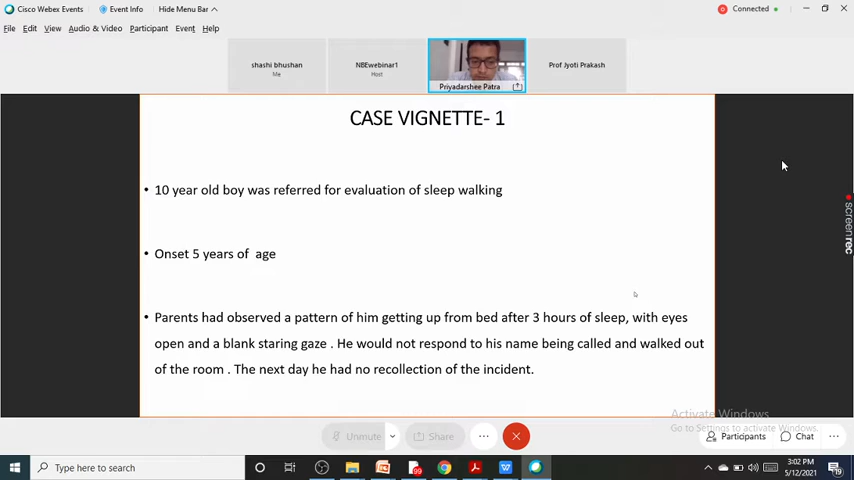 Cisco Webex Events
Event Info
Hide Menu Bar
Connected
File Edit View Audio & Video Participant Event Help
shashi bhushan
Me
NBEwebinar1
Host
Priyadarshee Patra
Prof Jyoti Prakash
CASE VIGNETTE- 1
• 10 year old boy was referred for evaluation of sleep walking
• Onset 5 years of age
• Parents had observed a pattern of him getting up from bed after 3 hours of sleep, with eyes
open and a blank staring gaze . He would not respond to his name being called and walked out
of the room . The next day he had no recollection of the incident.
screenrec
Activate Windows
Go to Settings to activate Windows.
Unmute
Share
Participants
Chat
Type here to search
99
3:02 PM
5/12/2021
19